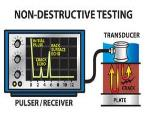 NON-DESTRUCTIVE TESTING
TRANSDUCER
INITIAL
PULSE
BACK SURFACE
ECHO
CRACK
ECHO
CRACK
PLATE
PULSER / RECEIVER